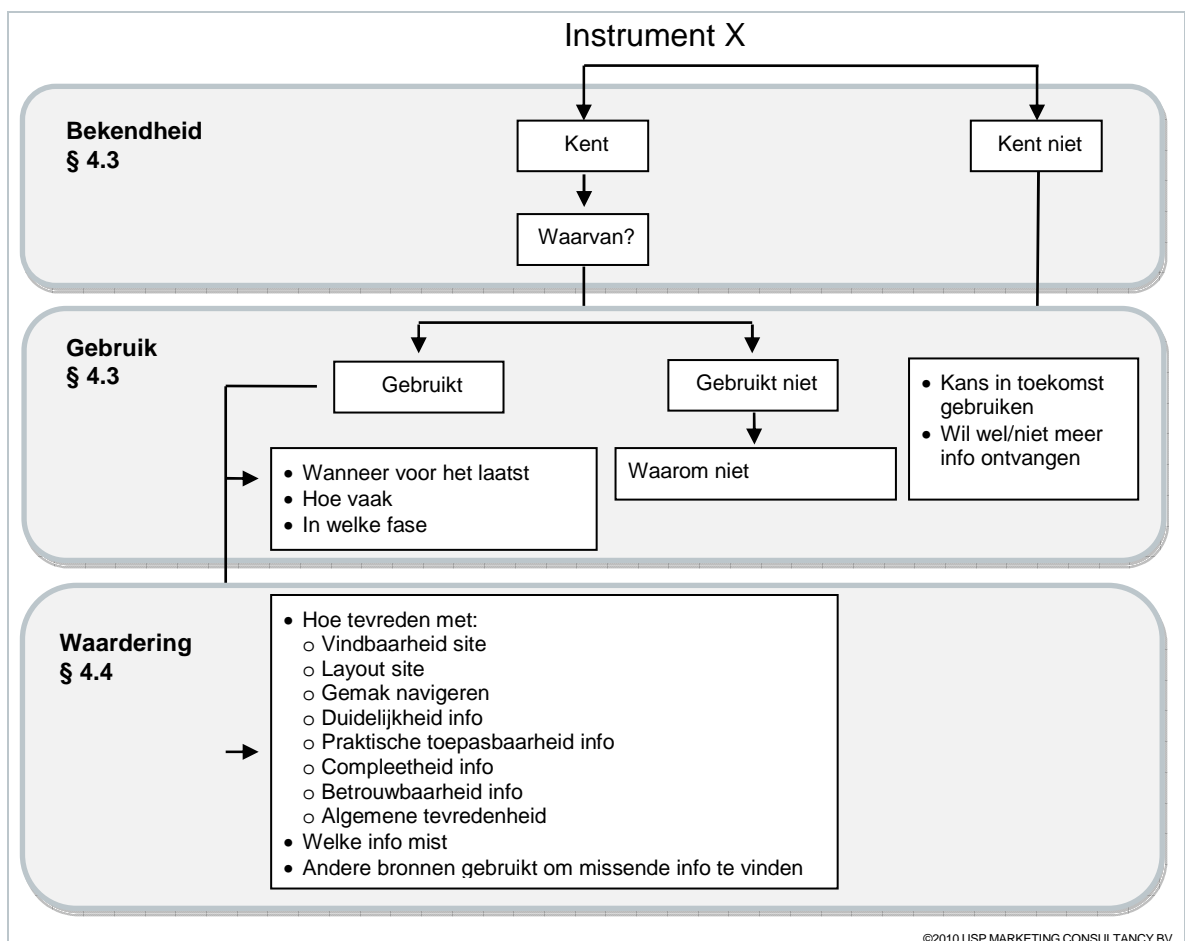 Instrument X
Bekendheid
§ 4.3
Kent
Kent niet
Waarvan?
Gebruik
§ 4.3
Gebruikt
Gebruikt niet
• Kans in toekomst
gebruiken
• Wil wel/niet meer
info ontvangen
• Wanneer voor het laatst
• Hoe vaak
• In welke fase
Waarom niet
Waardering
§ 4.4
• Hoe tevreden met:
o Vindbaarheid site
o Layout site
o Gemak navigeren
o Duidelijkheid info
o Praktische toepasbaarheid info
o Compleetheid info
o Betrouwbaarheid info
o Algemene tevredenheid
• Welke info mist
• Andere bronnen gebruikt om missende info te vinden
©2010 USP MARKETING CONSULTANCY BV